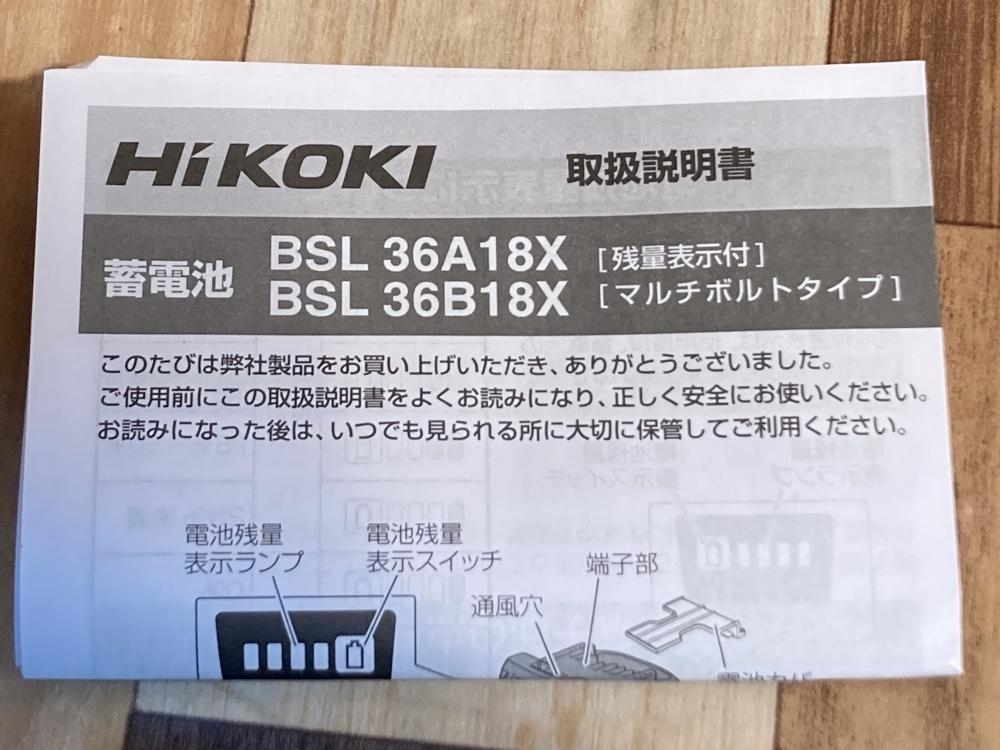 HiKOKI 取扱説明書
蓄電池
BSL 36A18X [残量表示付]
BSL 36B18X [マルチボルトタイプ]
このたびは弊社製品をお買い上げいただき、ありがとうございました。
ご使用前にこの取扱説明書をよくお読みになり、正しく安全にお使いください。
お読みになった後は、いつでも見られる所に大切に保管してご利用ください。
電池残量
表示ランプ
電池残量
表示スイッチ
端子部
通風穴